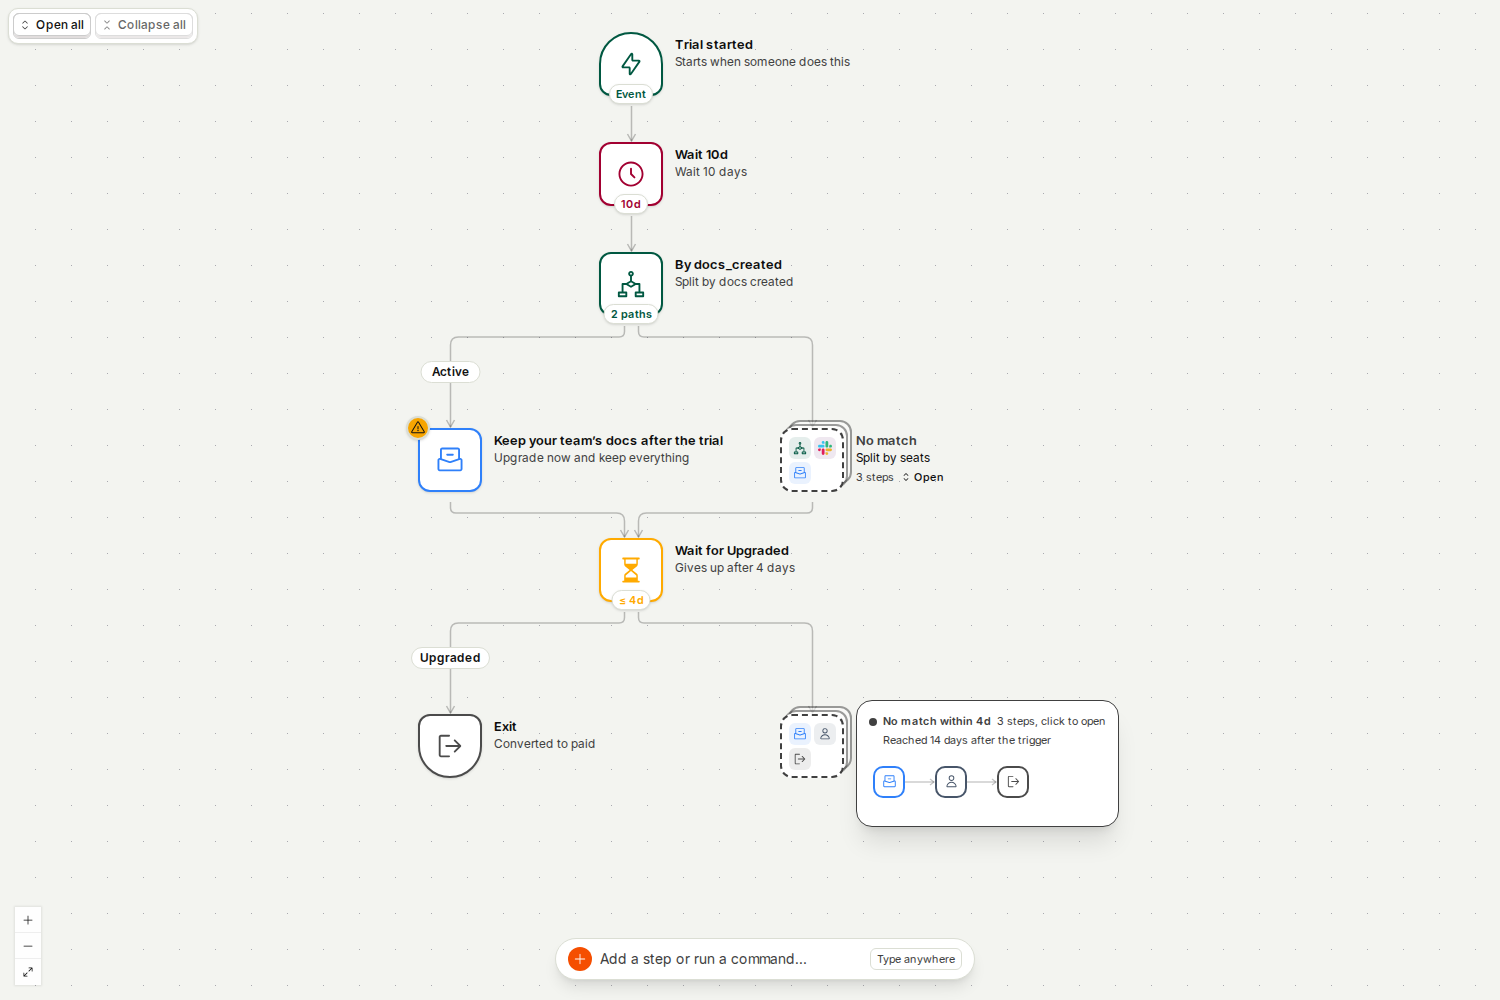 Open all
Collapse all
Trial started
Starts when someone does this
Event
Wait 10d
Wait 10 days
10d
By docs_created
Split by docs created
2 paths
Active
Keep your team's docs after the trial
Upgrade now and keep everything
No match
Split by seats
3 steps Open
Wait for Upgraded
Gives up after 4 days
≤ 4d
Upgraded
Exit
Converted to paid
No match within 4d 3 steps, click to open
Reached 14 days after the trigger
Add a step or run a command...
Type anywhere